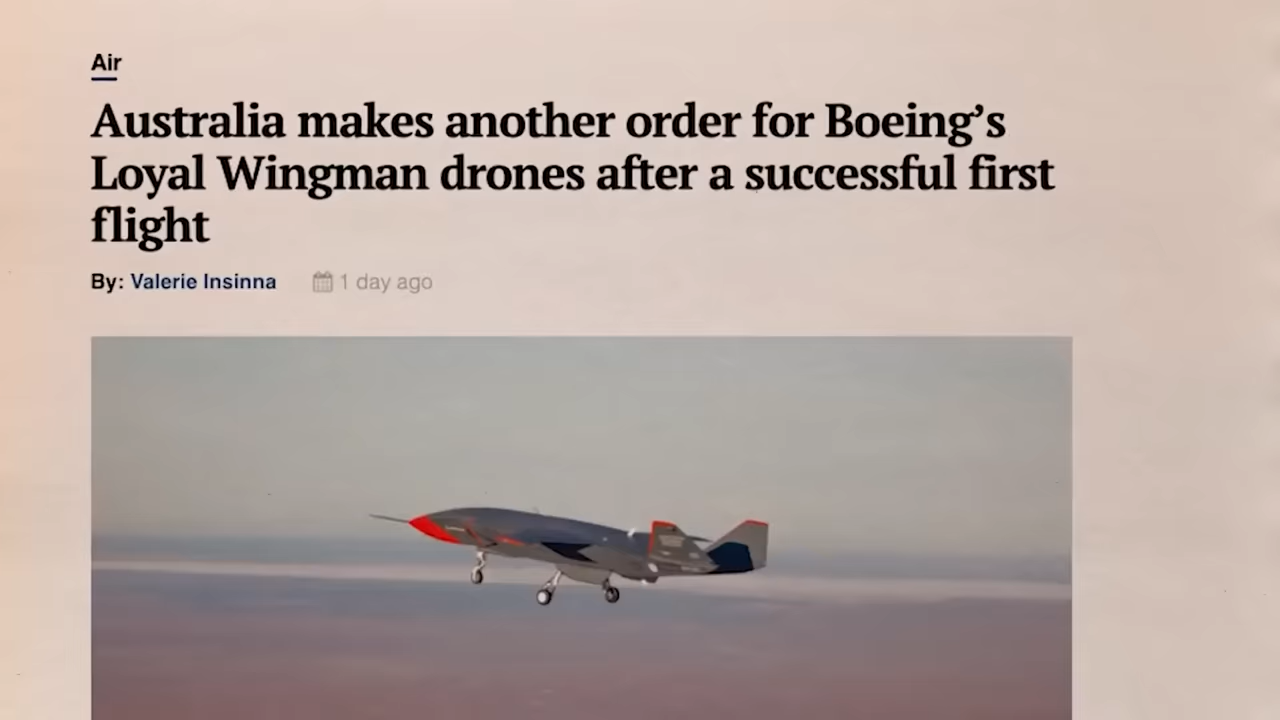 Air
Australia makes another order for Boeing’s
Loyal Wingman drones after a successful first
flight
By: Valerie Insinna 1 day ago